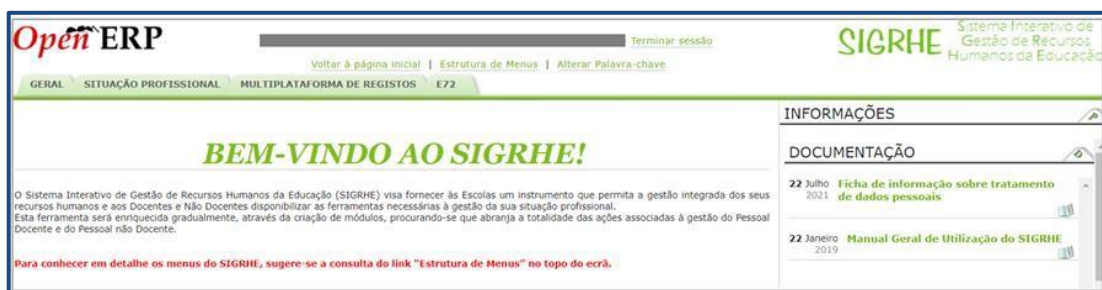 Open ERP
Terminar sessão
SIGRHE
Sistema Interativo de
Gestão de Recursos
Humanos da Educação
Voltar à página inicial | Estrutura de Menus | Alterar Palavra-chave
GERAL SITUAÇÃO PROFISSIONAL MULTIPLATAFORMA DE REGISTOS E72
BEM-VINDO AO SIGRHE!
O Sistema Interativo de Gestão de Recursos Humanos da Educação (SIGRHE) visa fornecer às Escolas um instrumento que permita a gestão integrada dos seus
recursos humanos e aos Docentes e Não Docentes disponibilizar as ferramentas necessárias à gestão da sua situação profissional.
Esta ferramenta será enriquecida gradualmente, através da criação de módulos, procurando-se que abranja a totalidade das ações associadas à gestão do Pessoal
Docente e do Pessoal não Docente.
Para conhecer em detalhe os menus do SIGRHE, sugere-se a consulta do link "Estrutura de Menus" no topo do ecrã.
INFORMAÇÕES
DOCUMENTAÇÃO
22 Julho Ficha de informação sobre tratamento
2021 de dados pessoais
22 Janeiro Manual Geral de Utilização do SIGRHE
2019